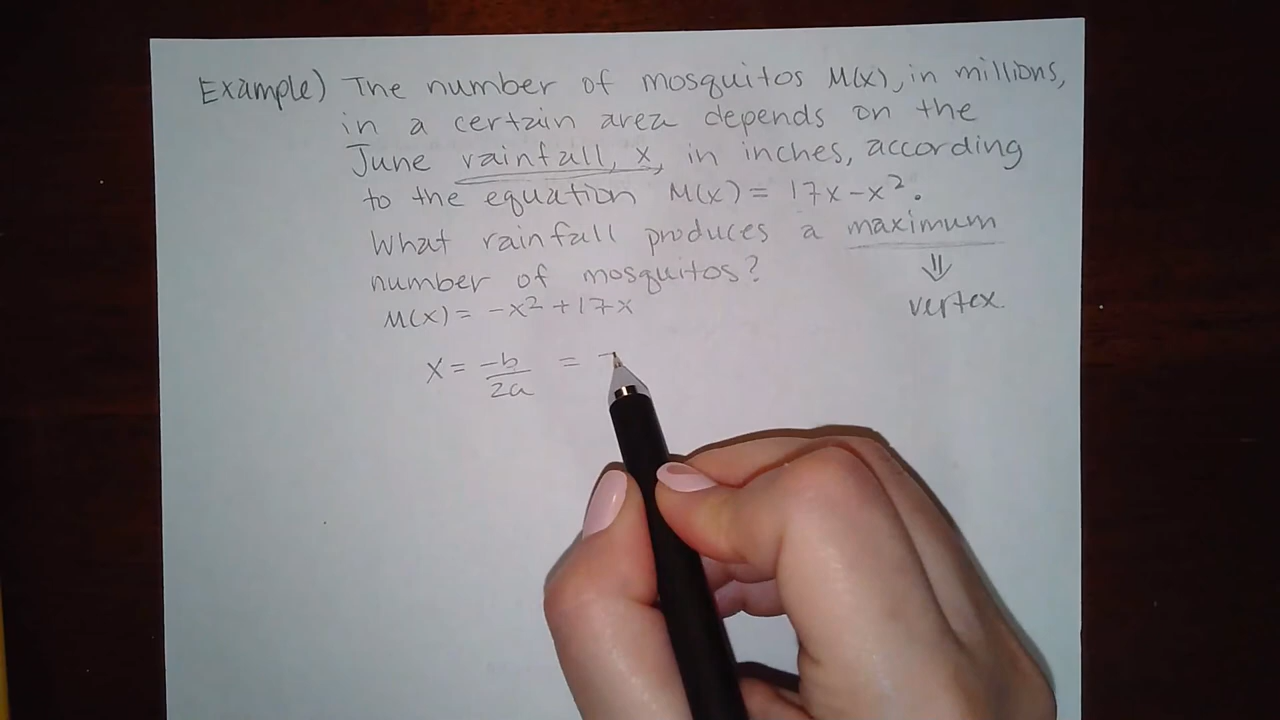 Example) The number of mosquitos M(x), in millions,
in a certain area depends on the
June rainfall, x, in inches, according
to the equation M(x) = 17x - x².
What rainfall produces a maximum
number of mosquitos?
⇓
vertex.
M(x) = -x² + 17x
x = -b/2a = -